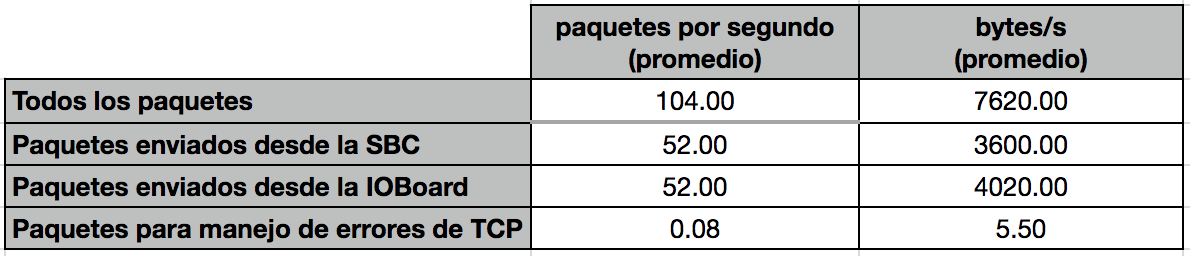 paquetes por segundo
(promedio)
bytes/s
(promedio)
Todos los paquetes 104.00 7620.00
Paquetes enviados desde la SBC 52.00 3600.00
Paquetes enviados desde la IOBoard 52.00 4020.00
Paquetes para manejo de errores de TCP 0.08 5.50